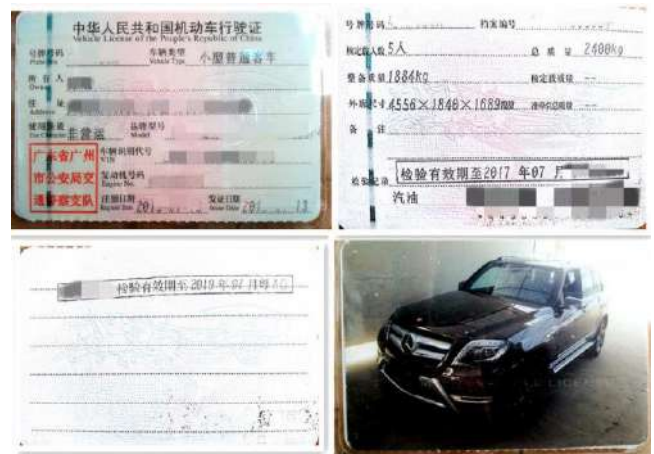 中华人民共和国机动车行驶证
Vehicle License of the People's Republic of China
号牌号码 车辆类型 小型普通客车
Plate No. Vehicle Type
所有人
Owner
住址
Address
使用性质 非营运 品牌型号
Use Character Model
广东省广州
市公安局交
通警察支队
车辆识别代号
VIN
发动机号码
Engine No.
注册日期 201 发证日期 201 13
Register Date Issue Date
号牌号码 档案编号
核定人数 5人 总质量 2400kg
整备质量 1884kg 核定载质量 --
外廓尺寸 4556×1840×1689mm 准牵引总质量 --
备注
检验记录 检验有效期至2017年07月
汽油
检验有效期至2019年01月